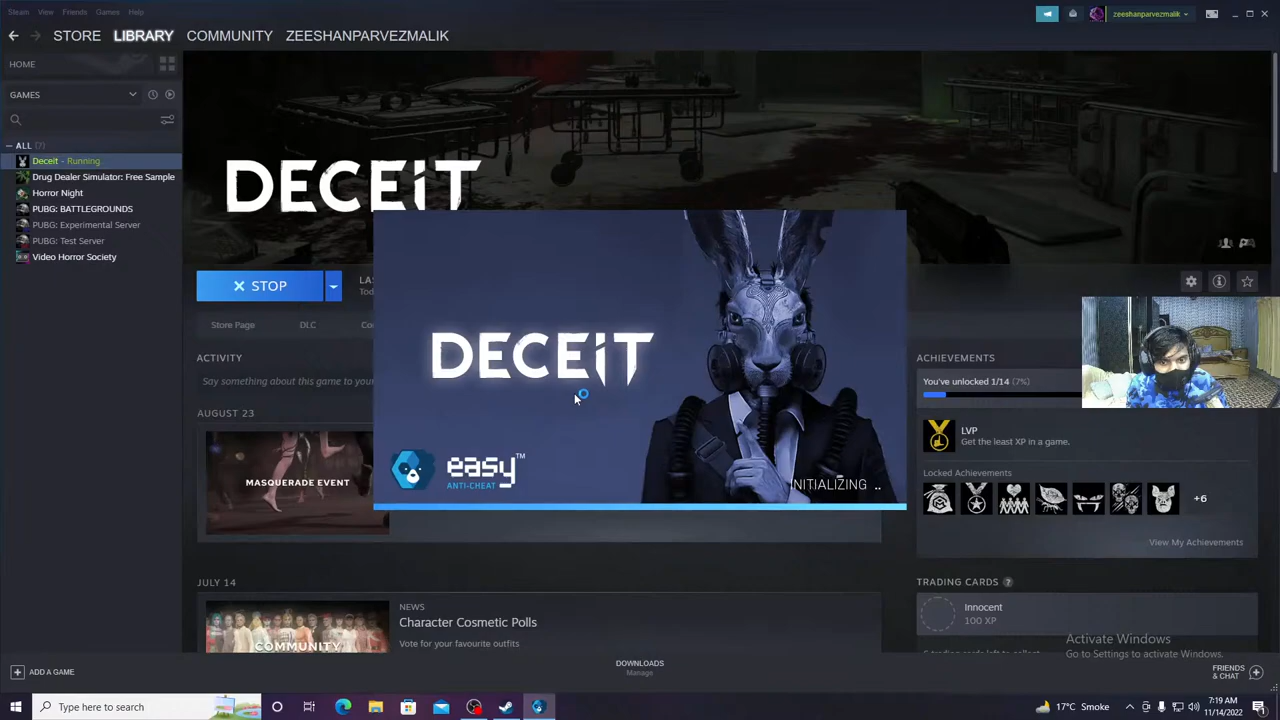 Steam View Friends Games Help
zeeshanparvezmalik
STORE LIBRARY COMMUNITY ZEESHANPARVEZMALIK
HOME
GAMES
ALL (7)
Deceit - Running
Drug Dealer Simulator: Free Sample
Horror Night
PUBG: BATTLEGROUNDS
PUBG: Experimental Server
PUBG: Test Server
Video Horror Society
DECEIT
STOP
LAS
Tod
Store Page DLC Co
ACTIVITY
Say something about this game to your
AUGUST 23
MASQUERADE EVENT
DECEIT
easy™
ANTI-CHEAT
INITIALIZING ..
JULY 14
COMMUNITY
NEWS
Character Cosmetic Polls
Vote for your favourite outfits
ACHIEVEMENTS
You've unlocked 1/14 (7%)
LVP
Get the least XP in a game.
Locked Achievements
+6
View My Achievements
TRADING CARDS ?
Innocent
100 XP
Activate Windows
Go to Settings to activate Windows.
ADD A GAME
DOWNLOADS
Manage
FRIENDS
& CHAT
Type here to search
17°C Smoke
7:19 AM
11/14/2022
1